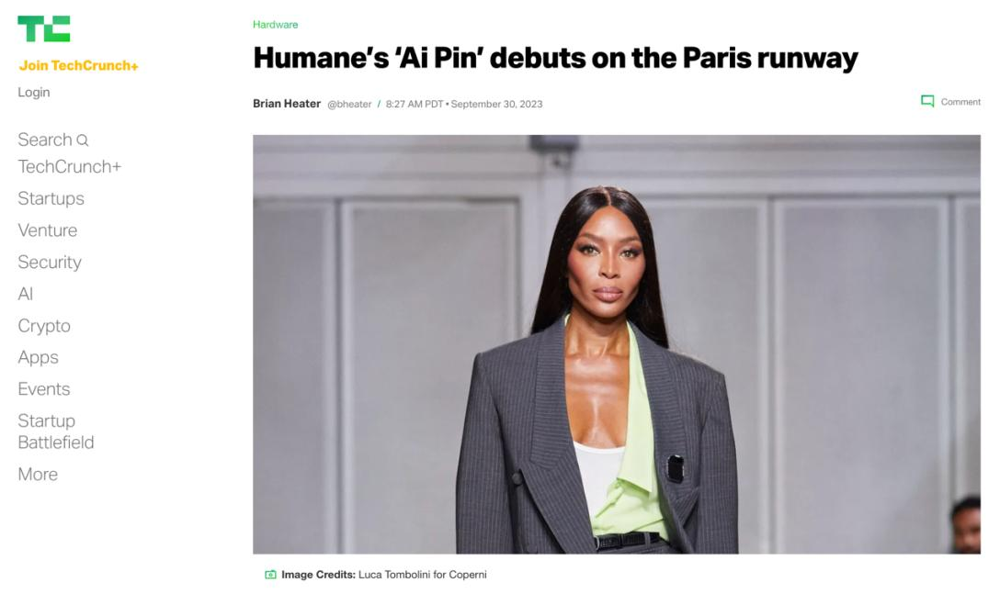 TC
Join TechCrunch+
Login
Search
TechCrunch+
Startups
Venture
Security
AI
Crypto
Apps
Events
Startup
Battlefield
More
Hardware
Humane’s ‘Ai Pin’ debuts on the Paris runway
Brian Heater @bheater / 8:27 AM PDT • September 30, 2023
Comment
Image Credits: Luca Tombolini for Coperni